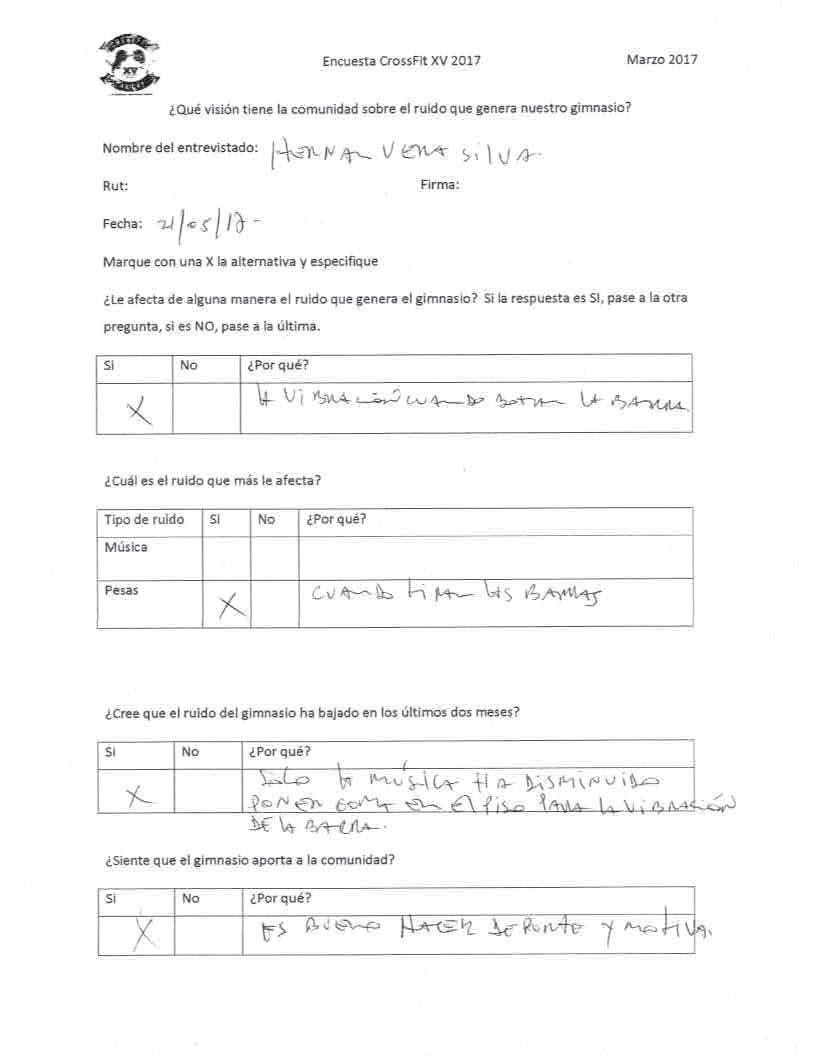 XV
Encuesta CrossFit XV 2017 Marzo 2017
¿Qué visión tiene la comunidad sobre el ruido que genera nuestro gimnasio?
Nombre del entrevistado: HERNAN VERA SILVA.
Rut: Firma:
Fecha: 21/05/17-
Marque con una X la alternativa y especifique
¿Le afecta de alguna manera el ruido que genera el gimnasio? Si la respuesta es SI, pase a la otra
pregunta, si es NO, pase a la última.
Si No ¿Por qué?
X LA VIBRACIÓN CUANDO BOTAN LA BARRA
¿Cuál es el ruido que más le afecta?
Tipo de ruido Si No ¿Por qué?
Música
Pesas X CUANDO TIRAN LAS BARRAS
¿Cree que el ruido del gimnasio ha bajado en los últimos dos meses?
Si No ¿Por qué?
X SOLO LA MÚSICA HA DISMINUIDO
PONER GOMA EN EL PISO PARA LA VIBRACIÓN
DE LA BARRA.
¿Siente que el gimnasio aporta a la comunidad?
Si No ¿Por qué?
X ES BUENO HACER DEPORTE Y MOTIVA.